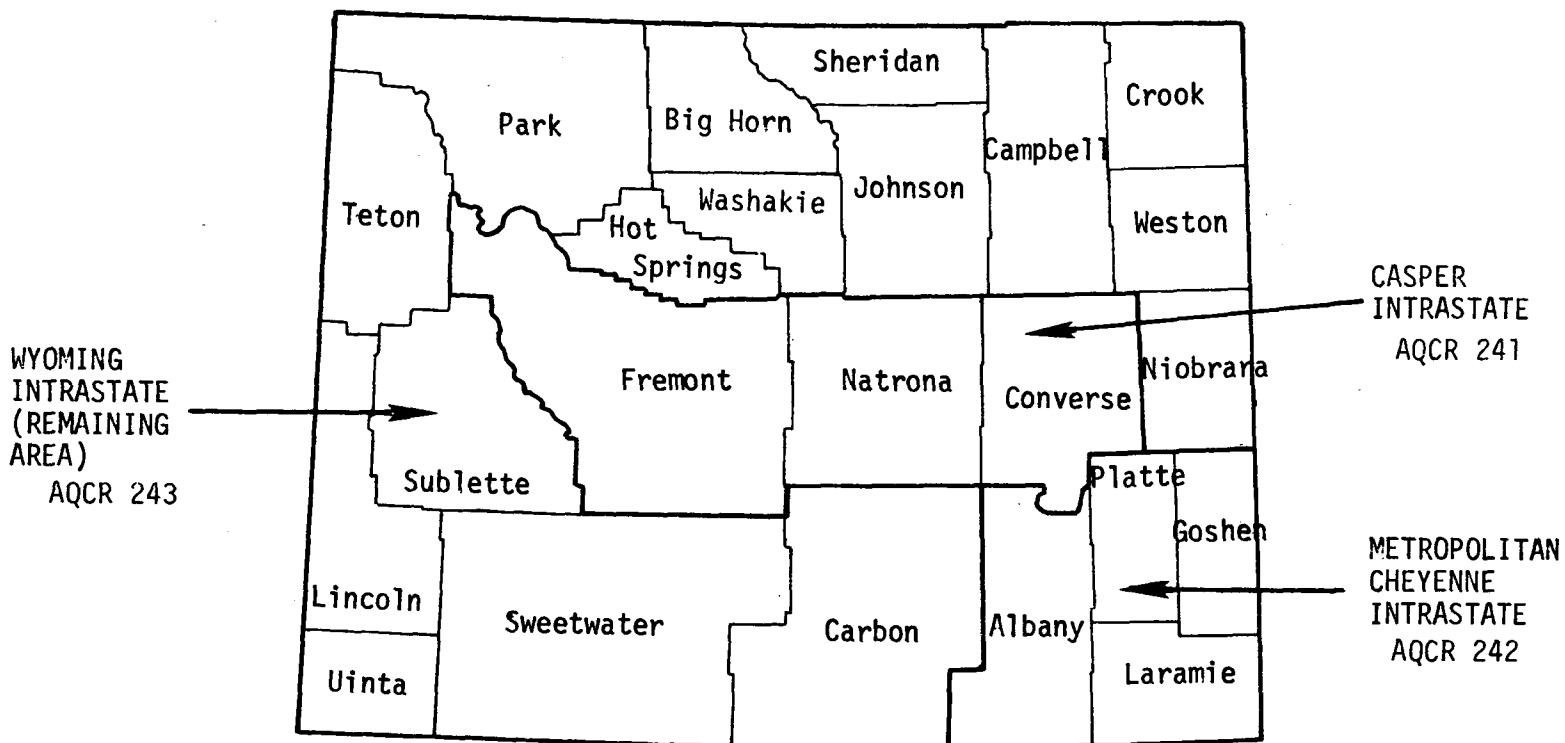 Sheridan
Crook
Park
Big Horn
Campbell
Johnson
Washakie
Teton
Hot
Springs
Weston
CASPER
INTRASTATE
AQCR 241
WYOMING
INTRASTATE
(REMAINING
AREA)
AQCR 243
Fremont
Natrona
Converse
Niobrara
Sublette
Platte
Goshen
METROPOLITAN
CHEYENNE
INTRASTATE
AQCR 242
Lincoln
Sweetwater
Carbon
Albany
Uinta
Laramie